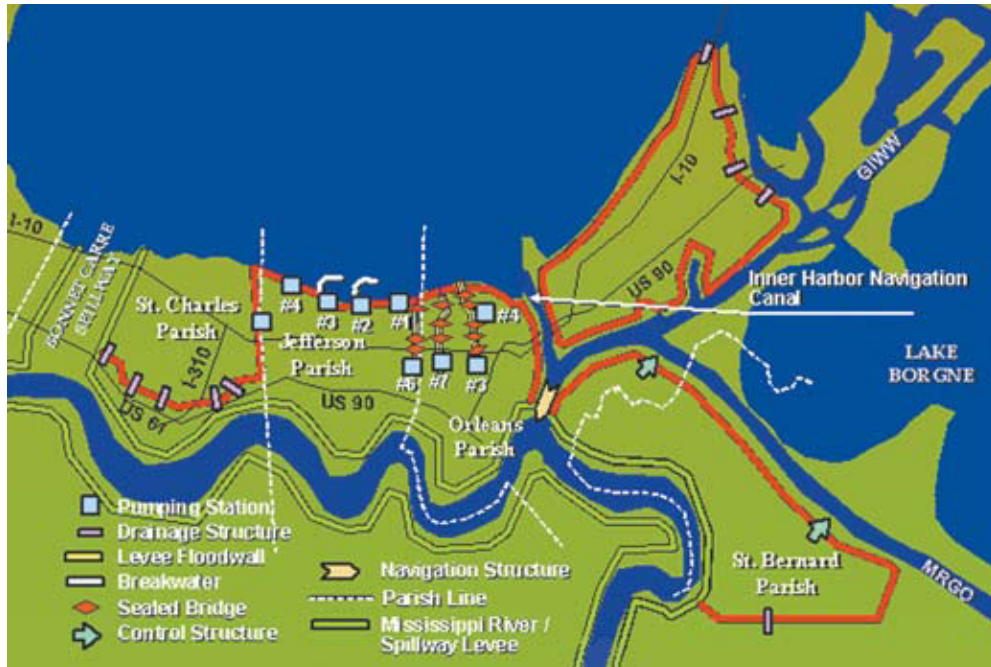 I-10
GIWW
I-10
BONNET CARRE
SPILLWAY
US 90
Inner Harbor Navigation
Canal
St. Charles
Parish
#4
#3
#2
#1
#4
Jefferson
Parish
I-310
LAKE
BORGNE
#6
#7
#3
US 61
US 90
Orleans
Parish
Pumping Station
Drainage Structure
Levee Floodwall
Breakwater
Sealed Bridge
Control Structure
Navigation Structure
Parish Line
Mississippi River /
Spillway Levee
St. Bernard
Parish
MRGO